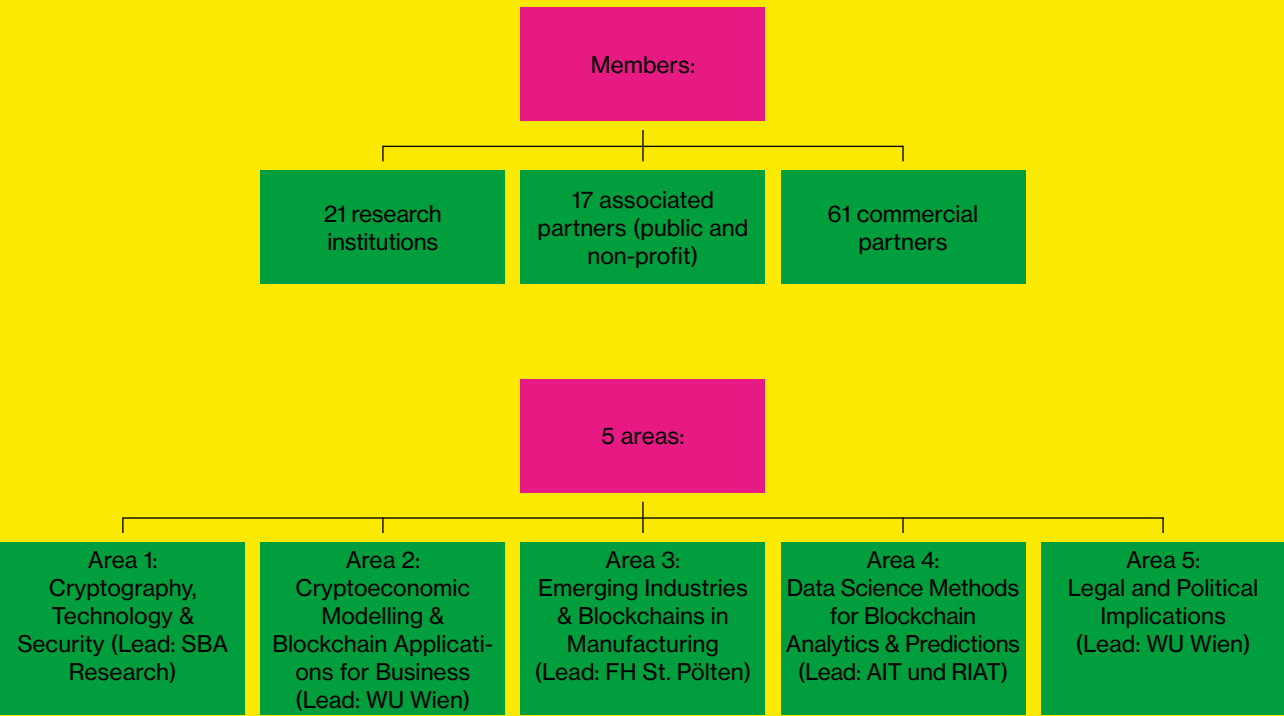 Members:
21 research
institutions
17 associated
partners (public and
non-profit)
61 commercial
partners
5 areas:
Area 1:
Cryptography,
Technology &
Security (Lead: SBA
Research)
Area 2:
Cryptoeconomic
Modelling &
Blockchain Applicati-
ons for Business
(Lead: WU Wien)
Area 3:
Emerging Industries
& Blockchains in
Manufacturing
(Lead: FH St. Pölten)
Area 4:
Data Science Methods
for Blockchain
Analytics & Predictions
(Lead: AIT und RIAT)
Area 5:
Legal and Political
Implications
(Lead: WU Wien)